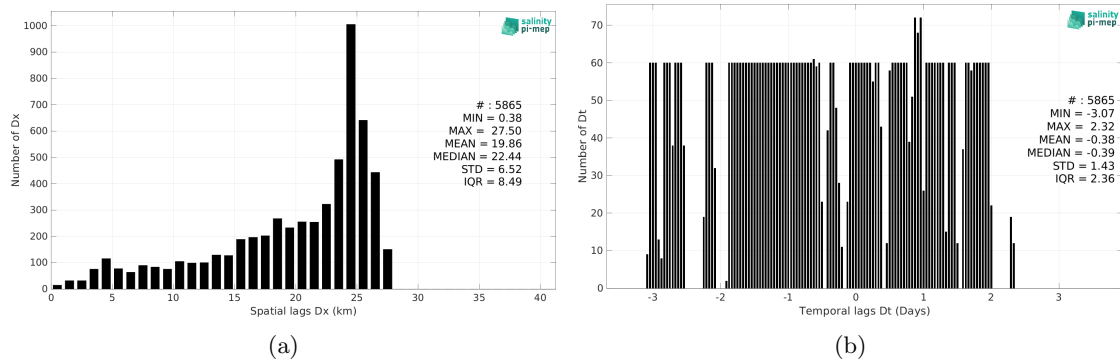 1000
900
800
700
600
500
400
300
200
100
0
Number of Dx
0 5 10 15 20 25 30 35 40
Spatial lags Dx (km)
salinity
pi-mep
# : 5865
MIN = 0.38
MAX = 27.50
MEAN = 19.86
MEDIAN = 22.44
STD = 6.52
IQR = 8.49
(a)
70
60
50
40
30
20
10
0
Number of Dt
-3 -2 -1 0 1 2 3
Temporal lags Dt (Days)
salinity
pi-mep
# : 5865
MIN = -3.07
MAX = 2.32
MEAN = -0.38
MEDIAN = -0.39
STD = 1.43
IQR = 2.36
(b)